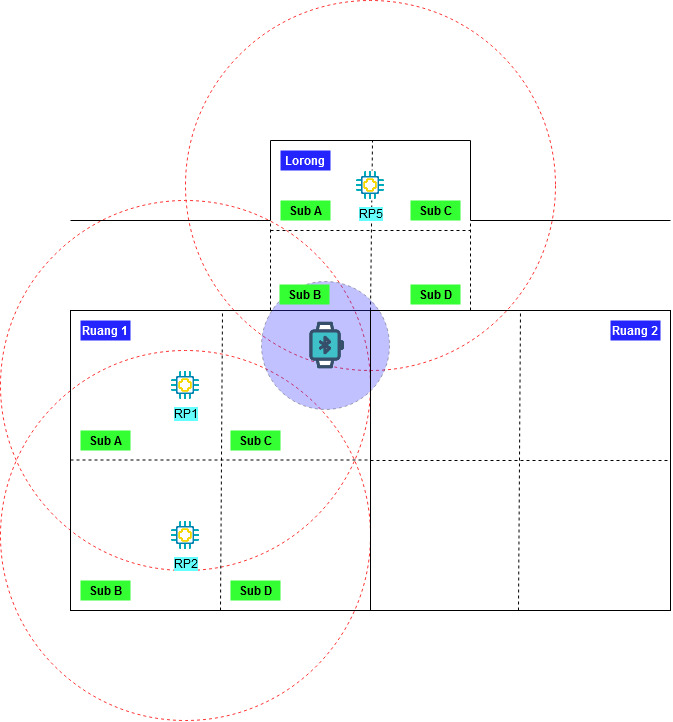 Lorong
Sub A
RP5
Sub C
Sub B
Sub D
Ruang 1
Ruang 2
RP1
Sub A
Sub C
RP2
Sub B
Sub D